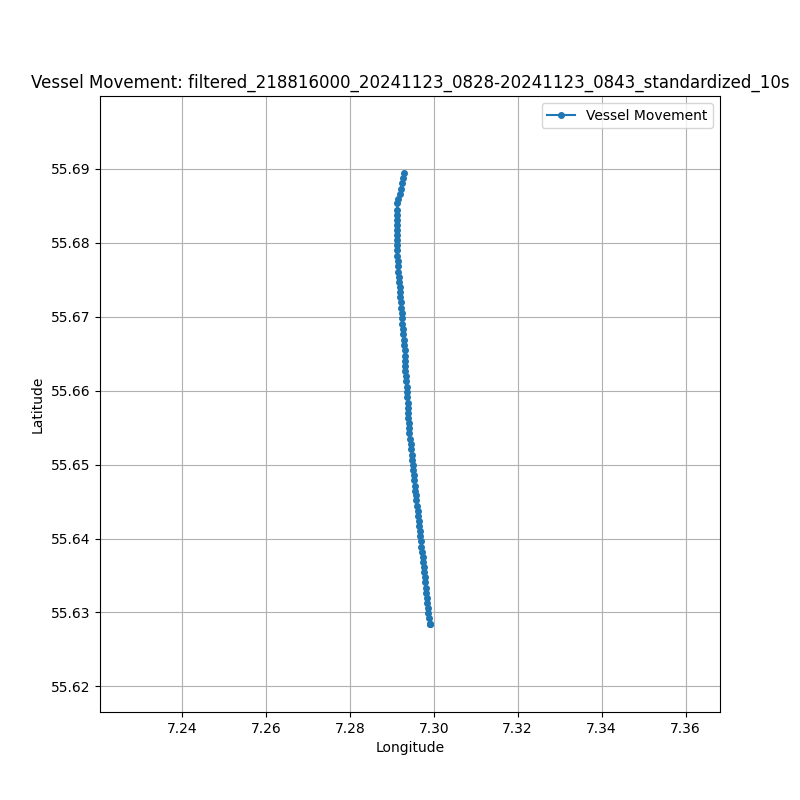 Vessel Movement: filtered_218816000_20241123_0828-20241123_0843_standardized_10s
Vessel Movement
55.69
55.68
55.67
55.66
55.65
55.64
55.63
55.62
Latitude
7.24 7.26 7.28 7.30 7.32 7.34 7.36
Longitude